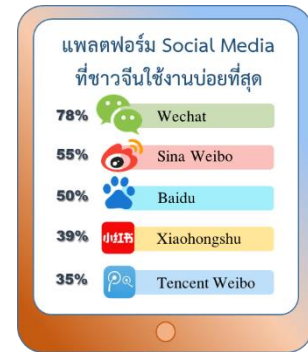 แพลตฟอร์ม Social Media
ที่ชาวจีนใช้งานบ่อยที่สุด
78% Wechat
55% Sina Weibo
50% Baidu
39% 小红书 Xiaohongshu
35% Tencent Weibo